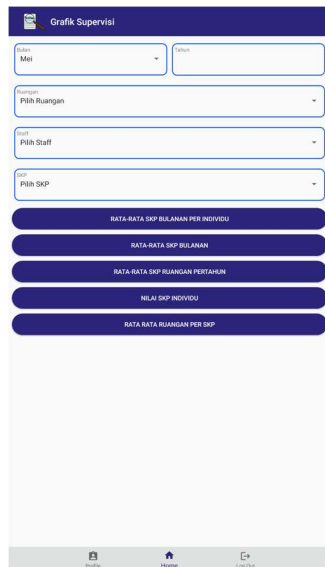 Grafik Supervisi
Bulan
Tahun
Mei
Ruangan
Pilih Ruangan
Staff
Pilih Staff
SKP
Pilih SKP
RATA-RATA SKP BULANAN PER INDIVIDU
RATA-RATA SKP BULANAN
RATA-RATA SKP RUANGAN PERTAHUN
NILAI SKP INDIVIDU
RATA RATA RUANGAN PER SKP
Profile
Home
Log Out